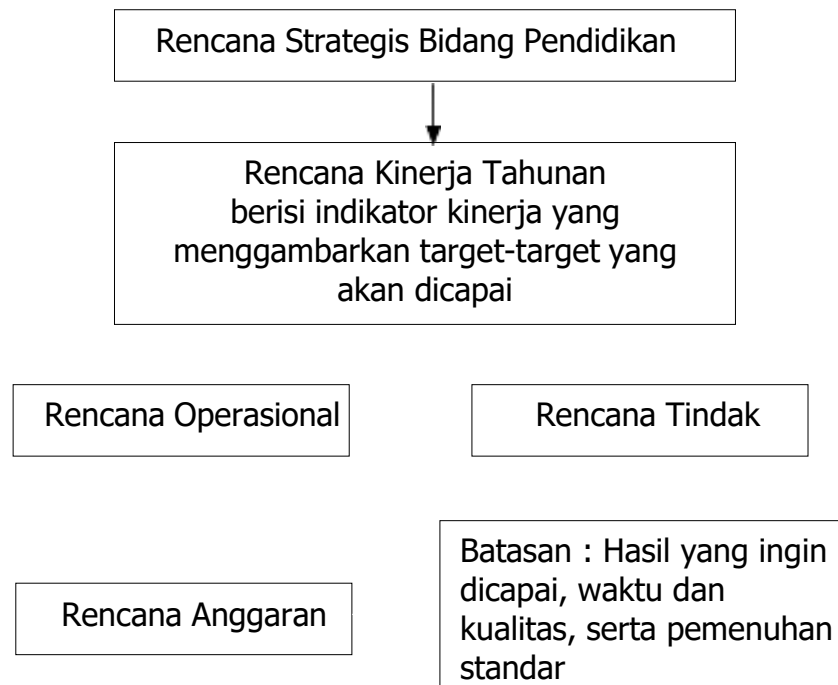 Rencana Strategis Bidang Pendidikan
Rencana Kinerja Tahunan
berisi indikator kinerja yang
menggambarkan target-target yang
akan dicapai
Rencana Operasional
Rencana Tindak
Rencana Anggaran
Batasan : Hasil yang ingin
dicapai, waktu dan
kualitas, serta pemenuhan
standar